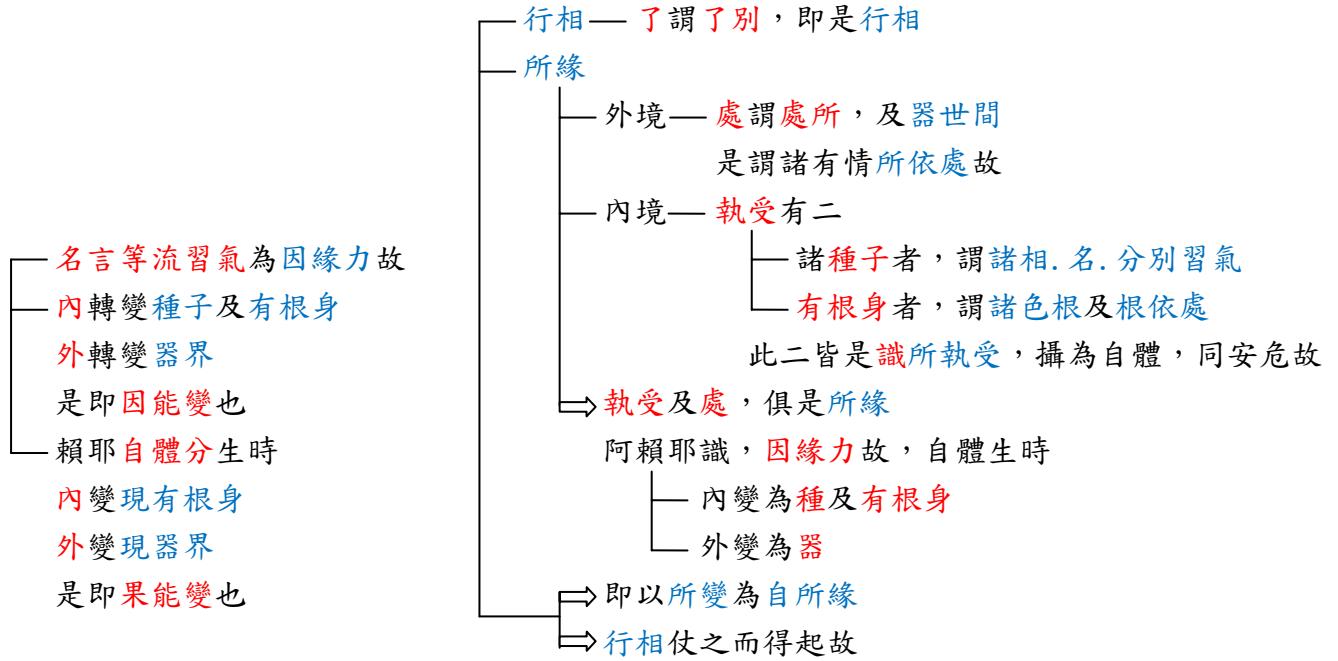 行相 — 了謂了別，即是行相
所緣
外境 — 處謂處所，及器世間
是謂諸有情所依處故
內境 — 執受有二
諸種子者，謂諸相.名.分別習氣
有根身者，謂諸色根及根依處
此二皆是識所執受，攝為自體，同安危故
執受及處，俱是所緣
阿賴耶識，因緣力故，自體生時
內變為種及有根身
外變為器
即以所變為自所緣
行相仗之而得起故
名言等流習氣為因緣力故
內轉變種子及有根身
外轉變器界
是即因能變也
賴耶自體分生時
內變現有根身
外變現器界
是即果能變也